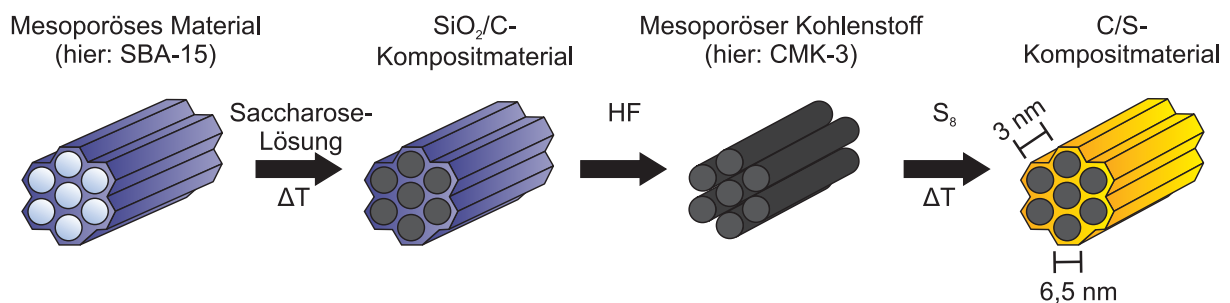 Mesoporöses Material
(hier: SBA-15)
SiO₂/C-
Kompositmaterial
Mesoporöser Kohlenstoff
(hier: CMK-3)
C/S-
Kompositmaterial
Saccharose-
Lösung
ΔT
HF
S₈
ΔT
3 nm
6,5 nm